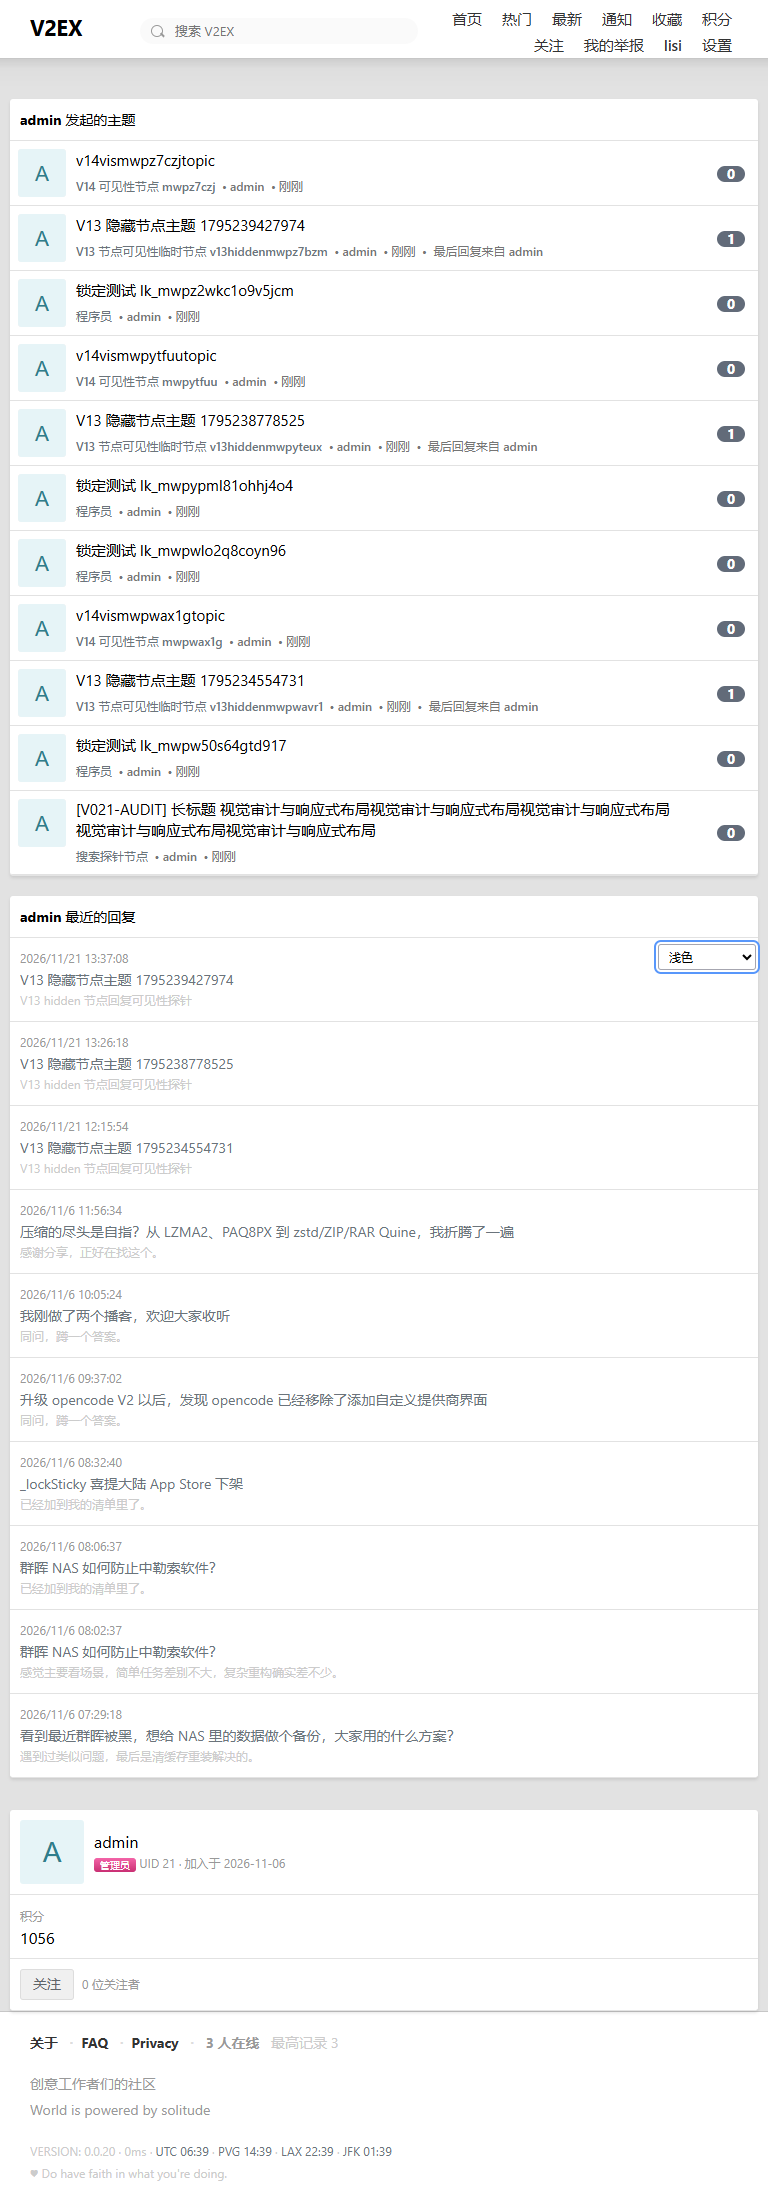 V2EX
搜索 V2EX
首页 热门 最新 通知 收藏 积分
关注 我的举报 lisi 设置
admin 发起的主题
A
v14vismwpz7czjtopic
V14 可见性节点 mwpz7czj • admin • 刚刚
0
A
V13 隐藏节点主题 1795239427974
V13 节点可见性临时节点 v13hiddenmwpz7bzm • admin • 刚刚 • 最后回复来自 admin
1
A
锁定测试 lk_mwpz2wkc1o9v5jcm
程序员 • admin • 刚刚
0
A
v14vismwpytfuutopic
V14 可见性节点 mwpytfuu • admin • 刚刚
0
A
V13 隐藏节点主题 1795238778525
V13 节点可见性临时节点 v13hiddenmwpyteux • admin • 刚刚 • 最后回复来自 admin
1
A
锁定测试 lk_mwpypml81ohhj4o4
程序员 • admin • 刚刚
0
A
锁定测试 lk_mwpwlo2q8coyn96
程序员 • admin • 刚刚
0
A
v14vismwpwax1gtopic
V14 可见性节点 mwpwax1g • admin • 刚刚
0
A
V13 隐藏节点主题 1795234554731
V13 节点可见性临时节点 v13hiddenmwpwavr1 • admin • 刚刚 • 最后回复来自 admin
1
A
锁定测试 lk_mwpw50s64gtd917
程序员 • admin • 刚刚
0
A
[V021-AUDIT] 长标题 视觉审计与响应式布局视觉审计与响应式布局视觉审计与响应式布局
视觉审计与响应式布局视觉审计与响应式布局
搜索探针节点 • admin • 刚刚
0
admin 最近的回复
浅色
2026/11/21 13:37:08
V13 隐藏节点主题 1795239427974
V13 hidden 节点回复可见性探针
2026/11/21 13:26:18
V13 隐藏节点主题 1795238778525
V13 hidden 节点回复可见性探针
2026/11/21 12:15:54
V13 隐藏节点主题 1795234554731
V13 hidden 节点回复可见性探针
2026/11/6 11:56:34
压缩的尽头是自指？从 LZMA2、PAQ8PX 到 zstd/ZIP/RAR Quine，我折腾了一遍
感谢分享，正好在找这个。
2026/11/6 10:05:24
我刚做了两个播客，欢迎大家收听
同问，蹲一个答案。
2026/11/6 09:37:02
升级 opencode V2 以后，发现 opencode 已经移除了添加自定义提供商界面
同问，蹲一个答案。
2026/11/6 08:32:40
_lockSticky 喜提大陆 App Store 下架
已经加到我的清单里了。
2026/11/6 08:06:37
群晖 NAS 如何防止中勒索软件？
已经加到我的清单里了。
2026/11/6 08:02:37
群晖 NAS 如何防止中勒索软件？
感觉主要看场景，简单任务差别不大，复杂重构确实差不少。
2026/11/6 07:29:18
看到最近群晖被黑，想给 NAS 里的数据做个备份，大家用的什么方案？
遇到过类似问题，最后是清缓存重装解决的。
A
admin
管理员 UID 21 · 加入于 2026-11-06
积分
1056
关注 0 位关注者
关于 · FAQ · Privacy · 3 人在线 最高记录 3
创意工作者们的社区
World is powered by solitude
VERSION: 0.0.20 · 0ms · UTC 06:39 · PVG 14:39 · LAX 22:39 · JFK 01:39
♥ Do have faith in what you're doing.